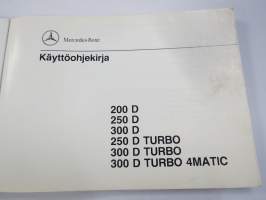 Mercedes-Benz
Käyttöohjekirja
200 D
250 D
300 D
250 D TURBO
300 D TURBO
300 D TURBO 4MATIC